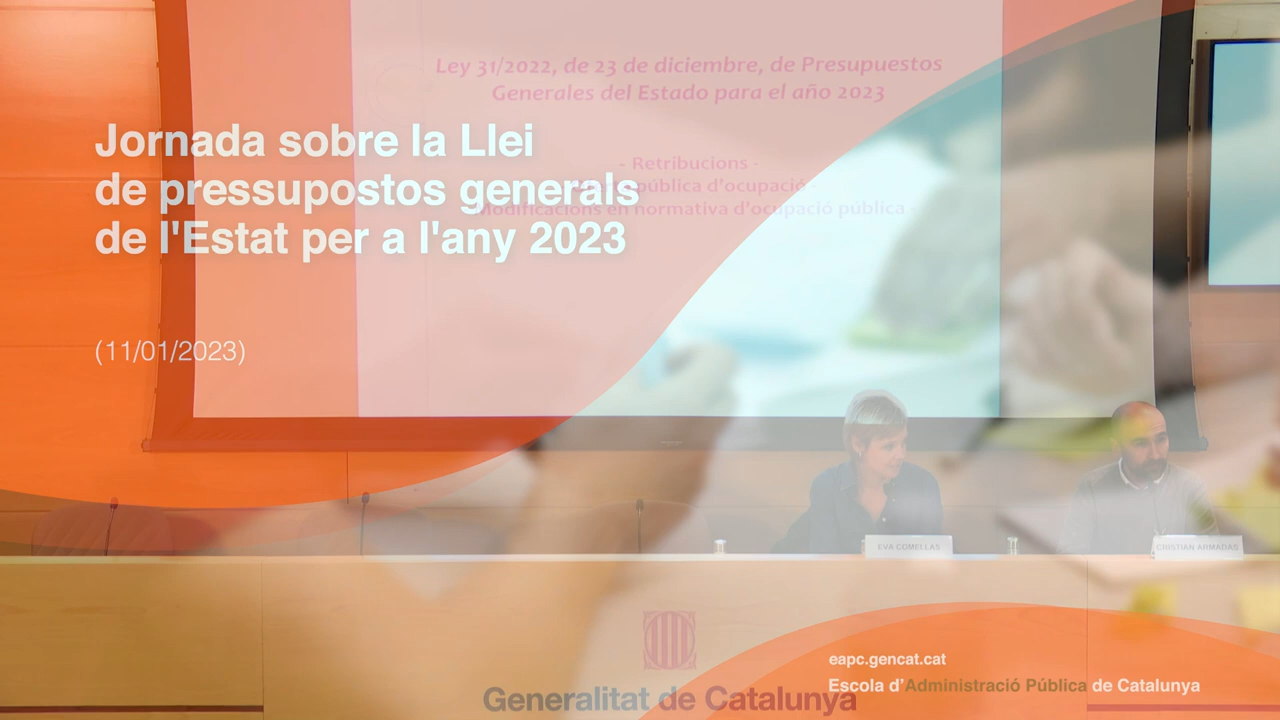 Ley 31/2022, de 23 de diciembre, de Presupuestos
Generales del Estado para el año 2023
Jornada sobre la Llei
de pressupostos generals
de l'Estat per a l'any 2023
- Retribucions -
pública d'ocupació -
modificacions en normativa d'ocupació pública -
(11/01/2023)
EVA COMELLAS
CRISTIAN ARMADAS
eapc.gencat.cat
Escola d'Administració Pública de Catalunya
Generalitat de Catalunya